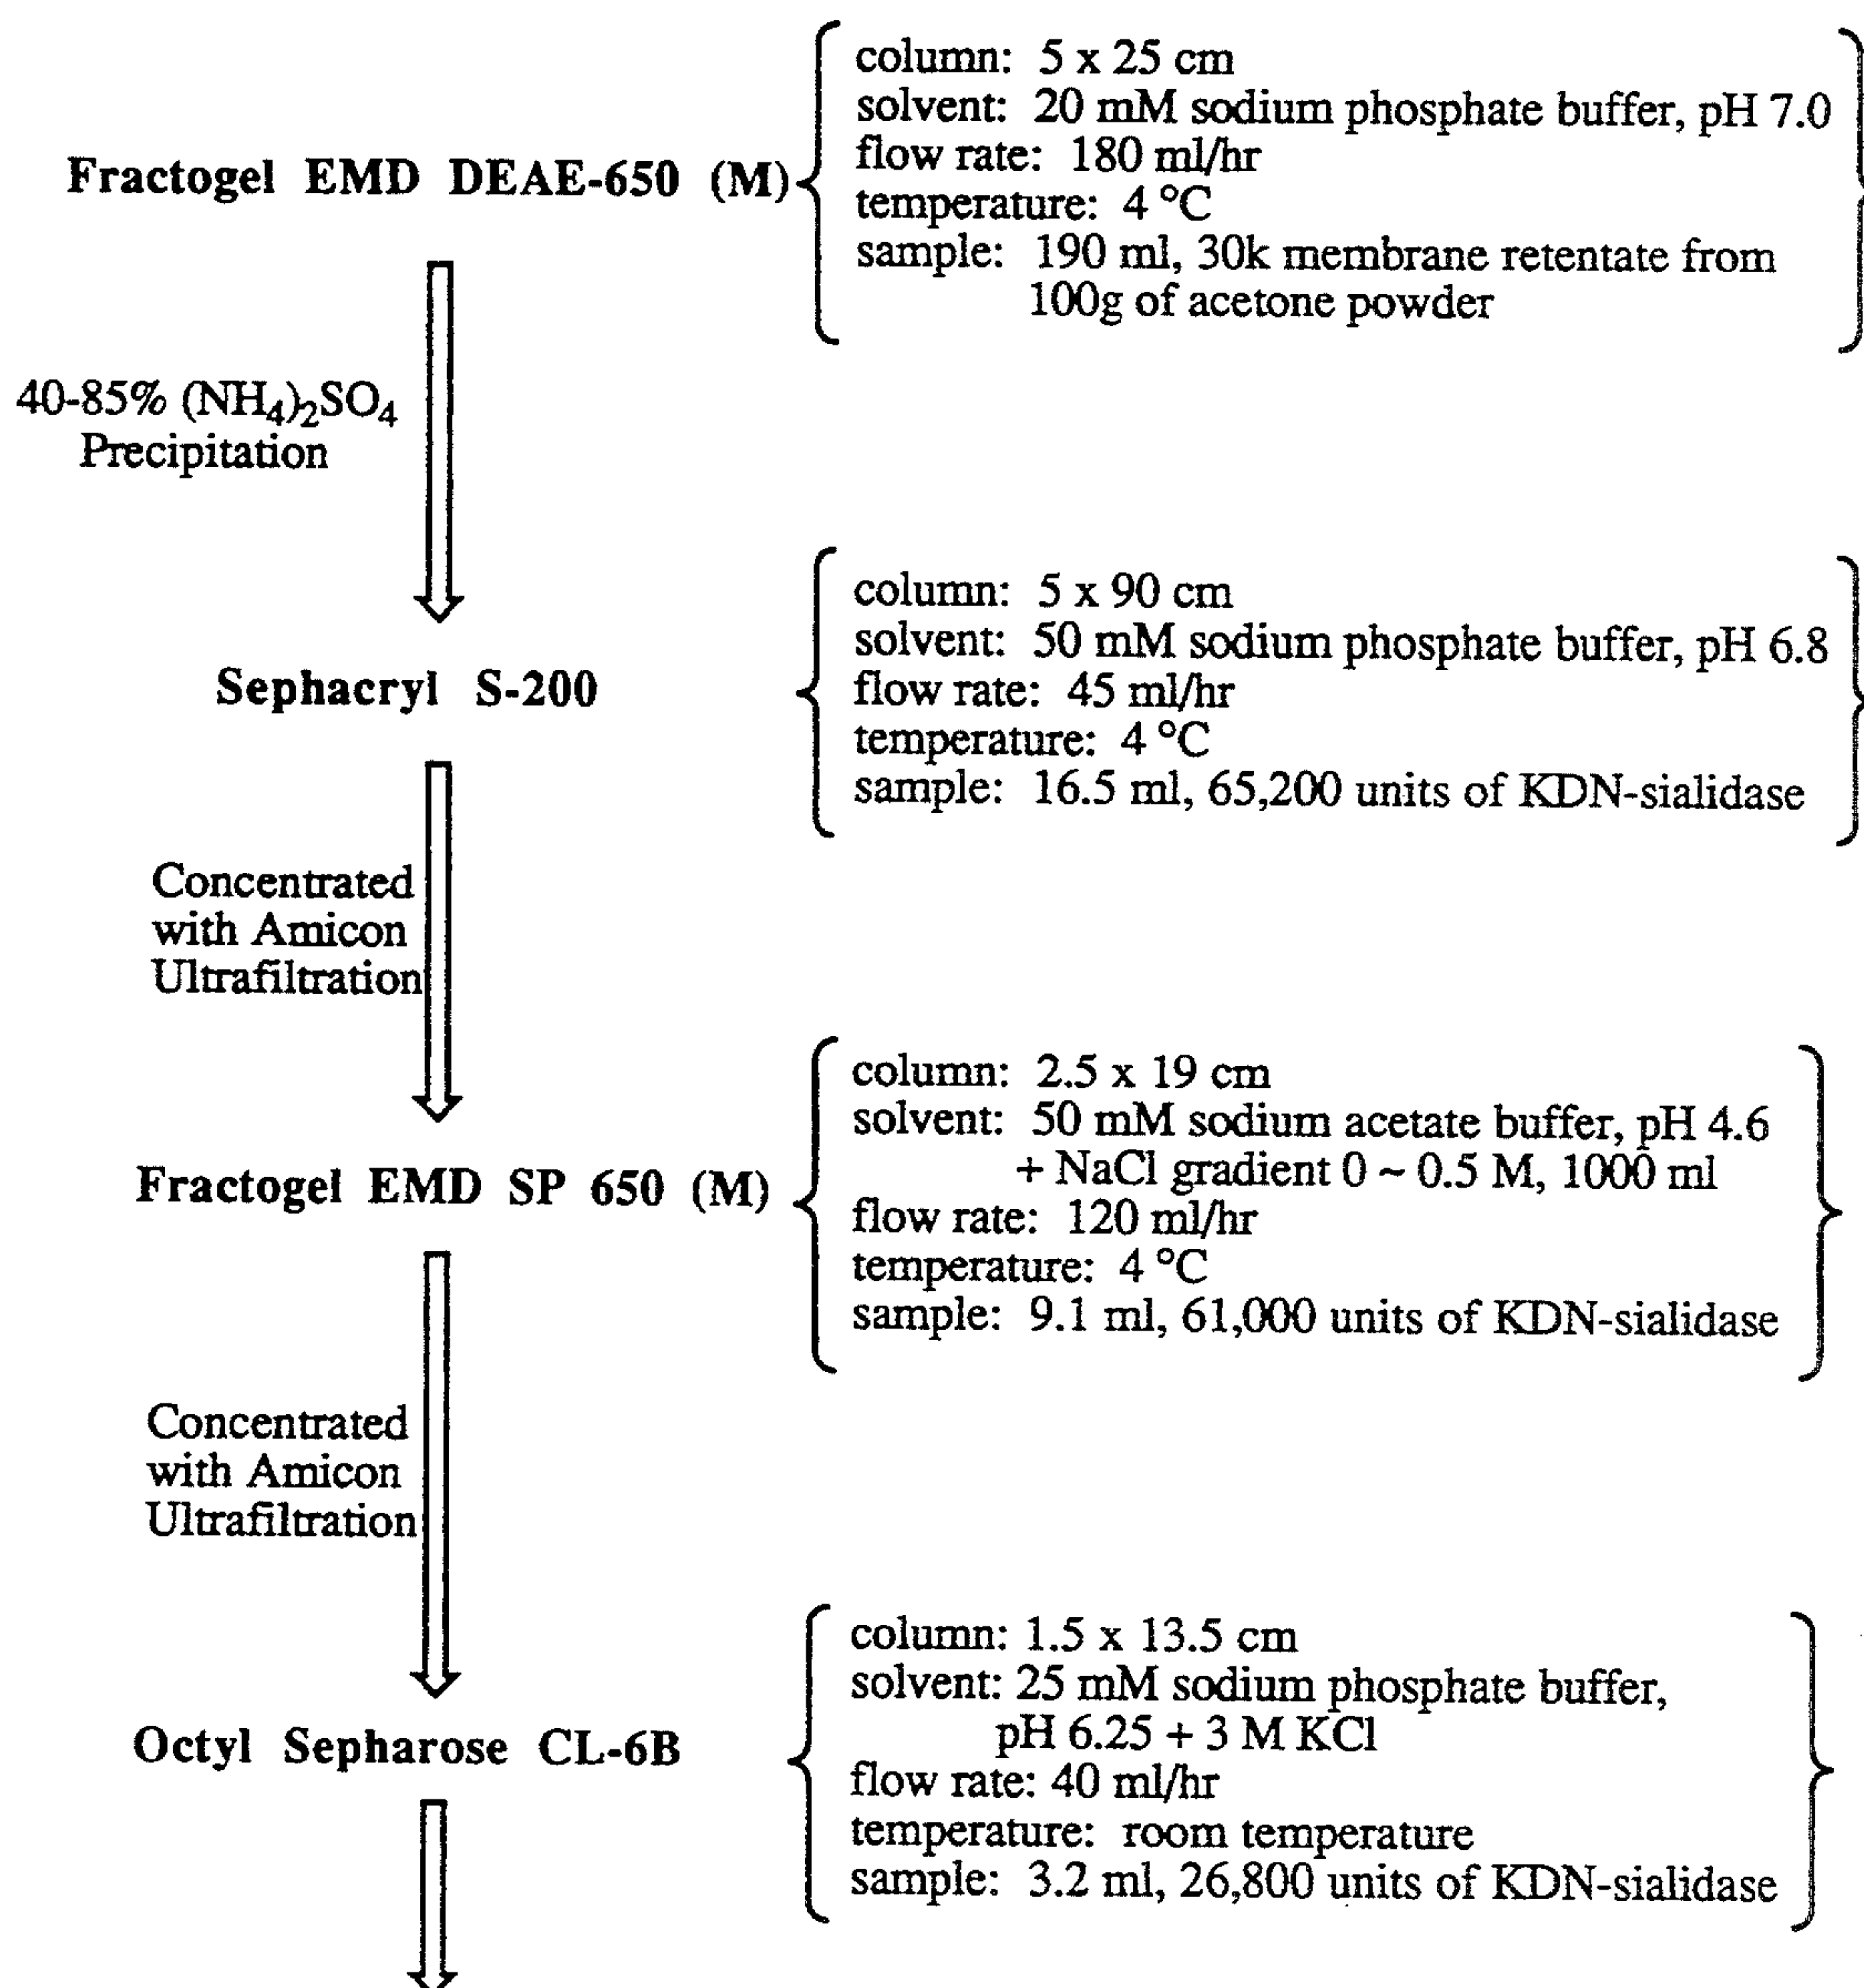 column: 5 x 25 cm
solvent: 20 mM sodium phosphate buffer, pH 7.0
flow rate: 180 ml/hr
Fractogel EMD DEAE-650 (M)
temperature: 4 °C
sample: 190 ml, 30k membrane retentate from
100g of acetone powder
40-85% (NH₄)₂SO₄
Precipitation
column: 5 x 90 cm
solvent: 50 mM sodium phosphate buffer, pH 6.8
Sephacryl S-200
flow rate: 45 ml/hr
temperature: 4 °C
sample: 16.5 ml, 65,200 units of KDN-sialidase
Concentrated
with Amicon
Ultrafiltration
column: 2.5 x 19 cm
solvent: 50 mM sodium acetate buffer, pH 4.6
+ NaCl gradient 0 ~ 0.5 M, 1000 ml
Fractogel EMD SP 650 (M)
flow rate: 120 ml/hr
temperature: 4 °C
sample: 9.1 ml, 61,000 units of KDN-sialidase
Concentrated
with Amicon
Ultrafiltration
column: 1.5 x 13.5 cm
solvent: 25 mM sodium phosphate buffer,
pH 6.25 + 3 M KCl
Octyl Sepharose CL-6B
flow rate: 40 ml/hr
temperature: room temperature
sample: 3.2 ml, 26,800 units of KDN-sialidase